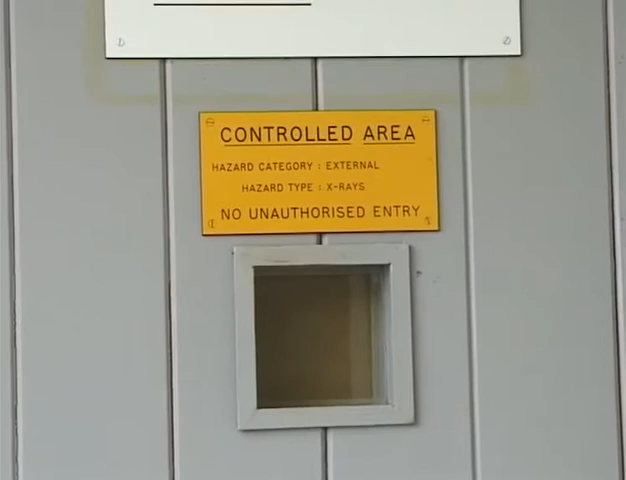 CONTROLLED AREA
HAZARD CATEGORY : EXTERNAL
HAZARD TYPE : X-RAYS
NO UNAUTHORISED ENTRY